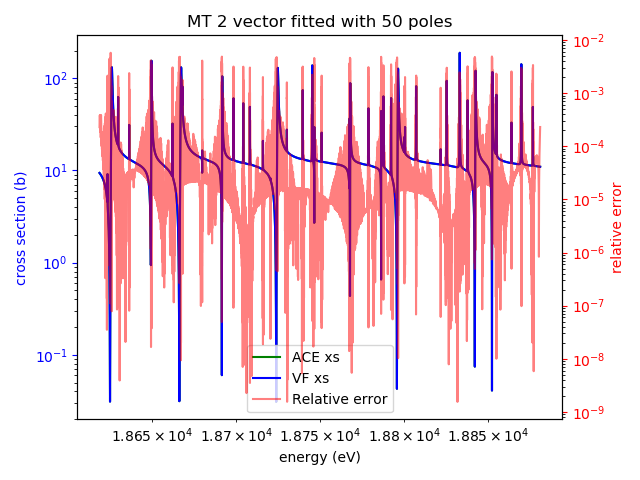 MT 2 vector fitted with 50 poles
10²
10¹
10⁰
10⁻¹
cross section (b)
10⁻²
10⁻³
10⁻⁴
10⁻⁵
10⁻⁶
10⁻⁷
10⁻⁸
10⁻⁹
relative error
ACE xs
VF xs
Relative error
1.865×10⁴ 1.87×10⁴ 1.875×10⁴ 1.88×10⁴ 1.885×10⁴
energy (eV)